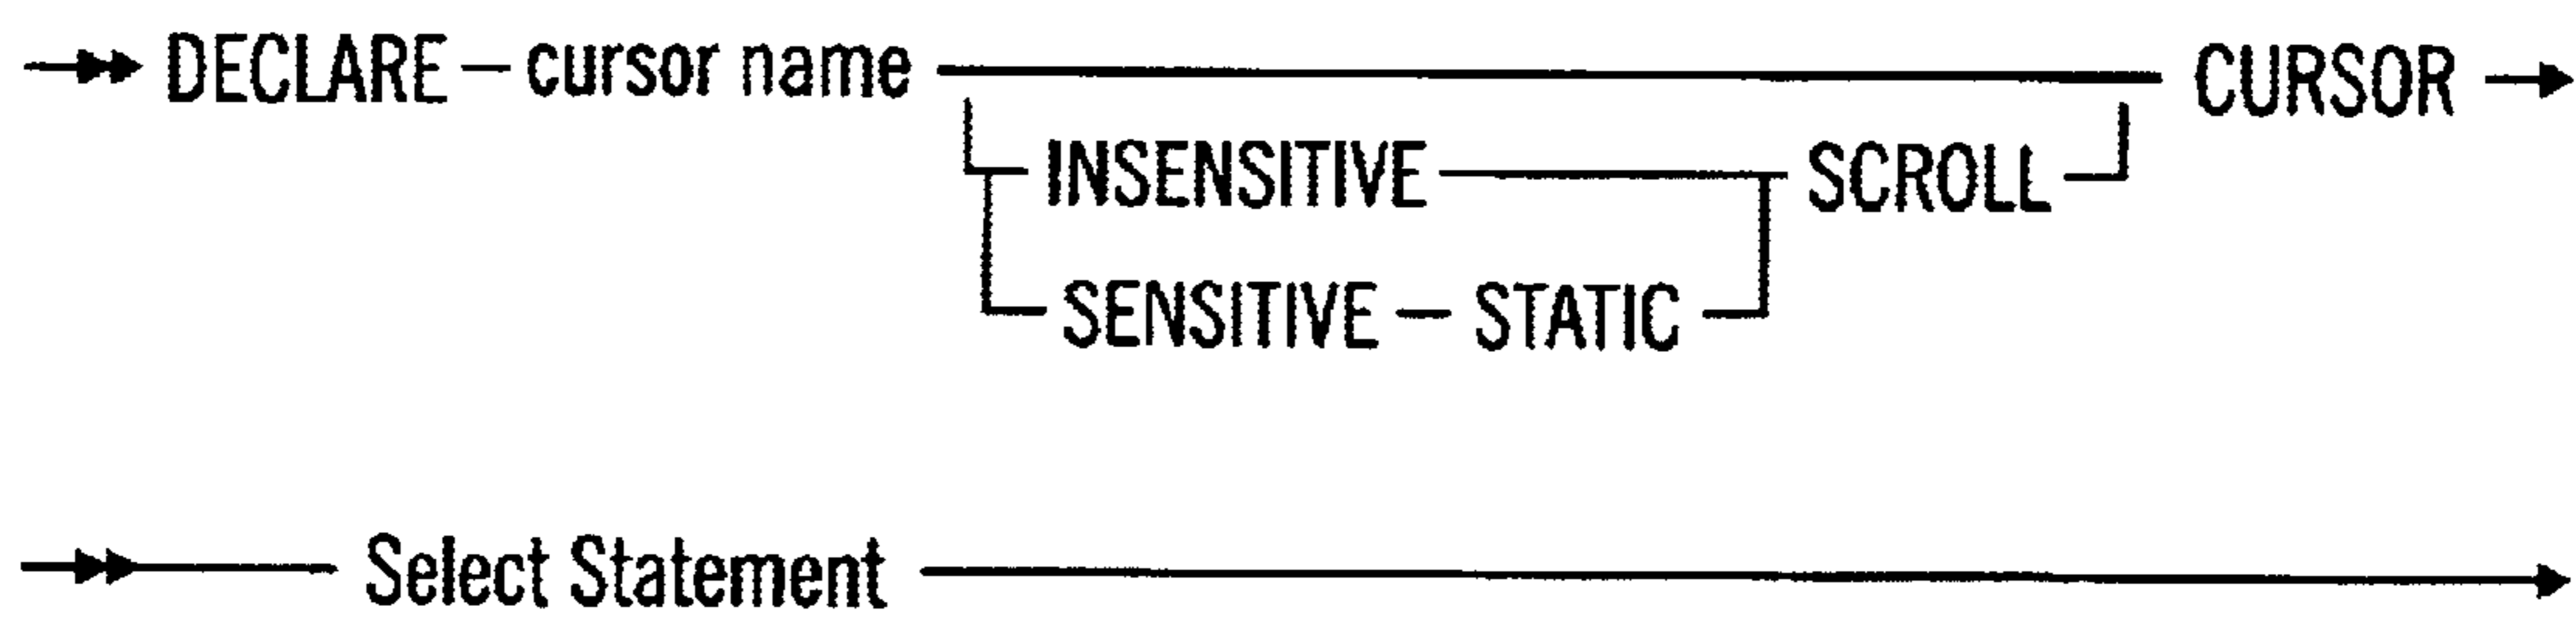 DECLARE cursor name CURSOR
INSENSITIVE SCROLL
SENSITIVE STATIC
Select Statement